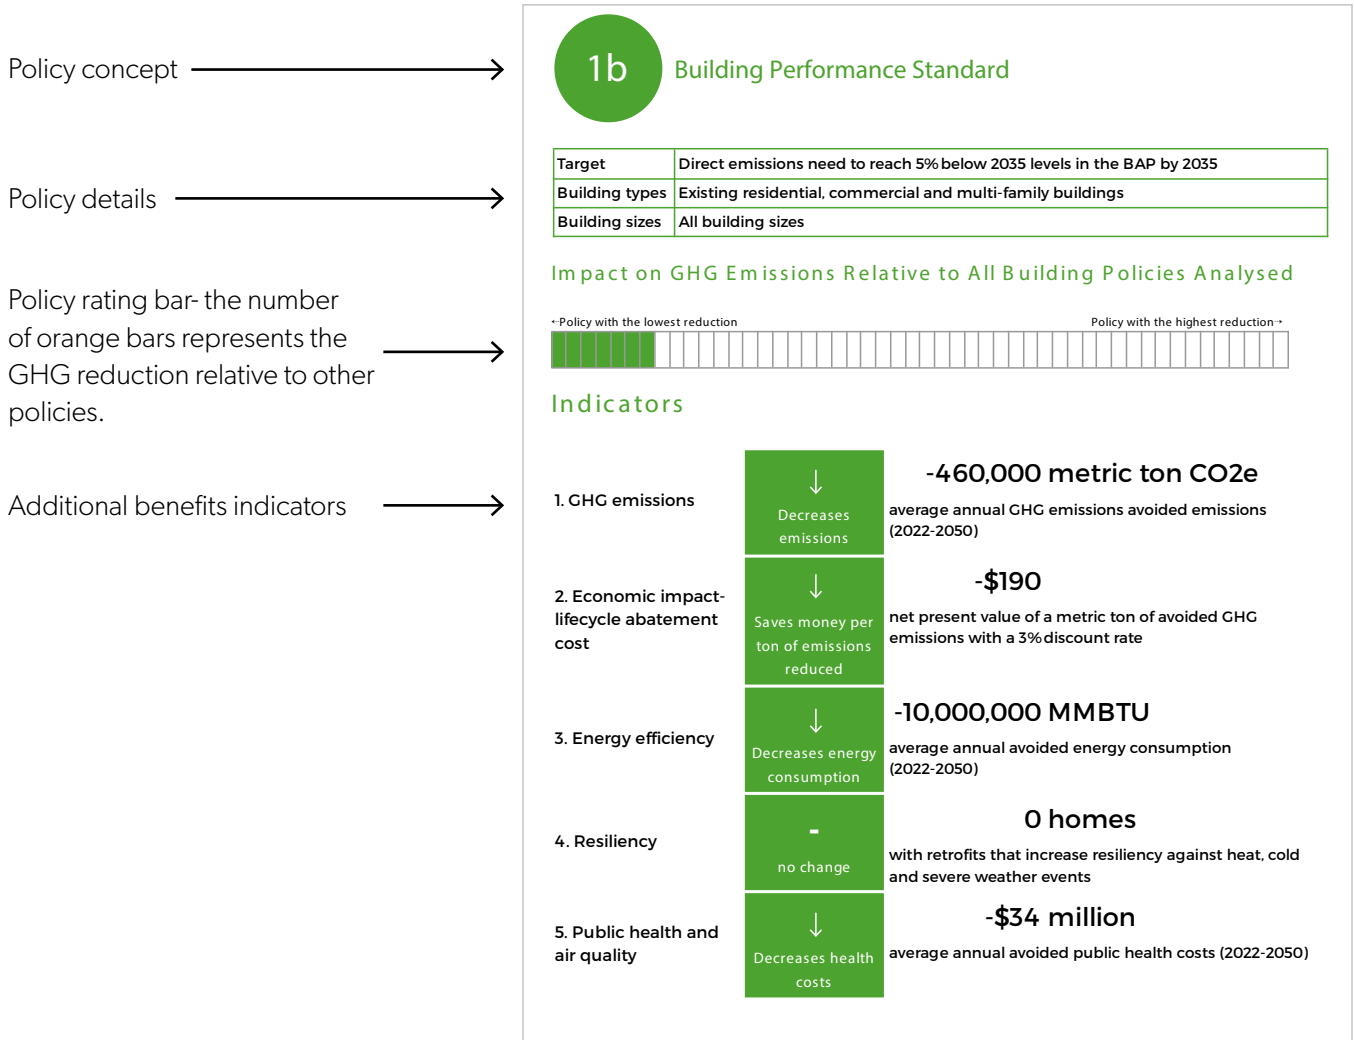 Policy concept
1b
Building Performance Standard
Policy details
Target Direct emissions need to reach 5% below 2035 levels in the BAP by 2035
Building types Existing residential, commercial and multi-family buildings
Building sizes All building sizes
Impact on GHG Emissions Relative to All Building Policies Analysed
Policy rating bar- the number
of orange bars represents the
GHG reduction relative to other
policies.
←Policy with the lowest reduction
Policy with the highest reduction→
Indicators
Additional benefits indicators
1. GHG emissions
↓
Decreases
emissions
-460,000 metric ton CO2e
average annual GHG emissions avoided emissions
(2022-2050)
2. Economic impact-
lifecycle abatement
cost
↓
Saves money per
ton of emissions
reduced
-$190
net present value of a metric ton of avoided GHG
emissions with a 3% discount rate
3. Energy efficiency
↓
Decreases energy
consumption
-10,000,000 MMBTU
average annual avoided energy consumption
(2022-2050)
4. Resiliency
-
no change
0 homes
with retrofits that increase resiliency against heat, cold
and severe weather events
5. Public health and
air quality
↓
Decreases health
costs
-$34 million
average annual avoided public health costs (2022-2050)